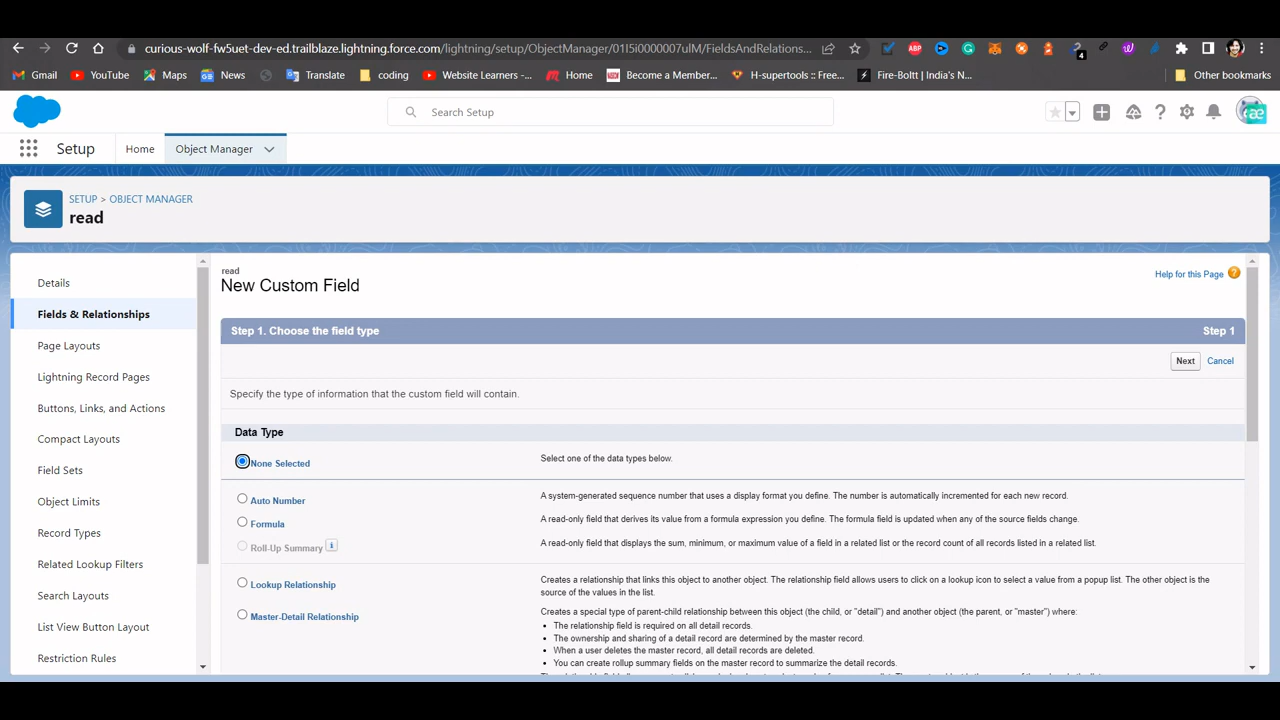 curious-wolf-fw5uet-dev-ed.trailblaze.lightning.force.com/lightning/setup/ObjectManager/01I5i0000007ulM/FieldsAndRelations...
4
Gmail YouTube Maps News Translate coding Website Learners -... Home Become a Member... H-supertools :: Free... Fire-Boltt | India's N... Other bookmarks
Search Setup
ae
Setup Home Object Manager
SETUP > OBJECT MANAGER
read
Details
Fields & Relationships
Page Layouts
Lightning Record Pages
Buttons, Links, and Actions
Compact Layouts
Field Sets
Object Limits
Record Types
Related Lookup Filters
Search Layouts
List View Button Layout
Restriction Rules
read
New Custom Field
Help for this Page
Step 1. Choose the field type Step 1
Next Cancel
Specify the type of information that the custom field will contain.
Data Type
None Selected Select one of the data types below.
Auto Number A system-generated sequence number that uses a display format you define. The number is automatically incremented for each new record.
Formula A read-only field that derives its value from a formula expression you define. The formula field is updated when any of the source fields change.
Roll-Up Summary i A read-only field that displays the sum, minimum, or maximum value of a field in a related list or the record count of all records listed in a related list.
Lookup Relationship Creates a relationship that links this object to another object. The relationship field allows users to click on a lookup icon to select a value from a popup list. The other object is
source of the values in the list.
Master-Detail Relationship Creates a special type of parent-child relationship between this object (the child, or "detail") and another object (the parent, or "master") where:
• The relationship field is required on all detail records.
• The ownership and sharing of a detail record are determined by the master record.
• When a user deletes the master record, all detail records are deleted.
• You can create rollup summary fields on the master record to summarize the detail records.